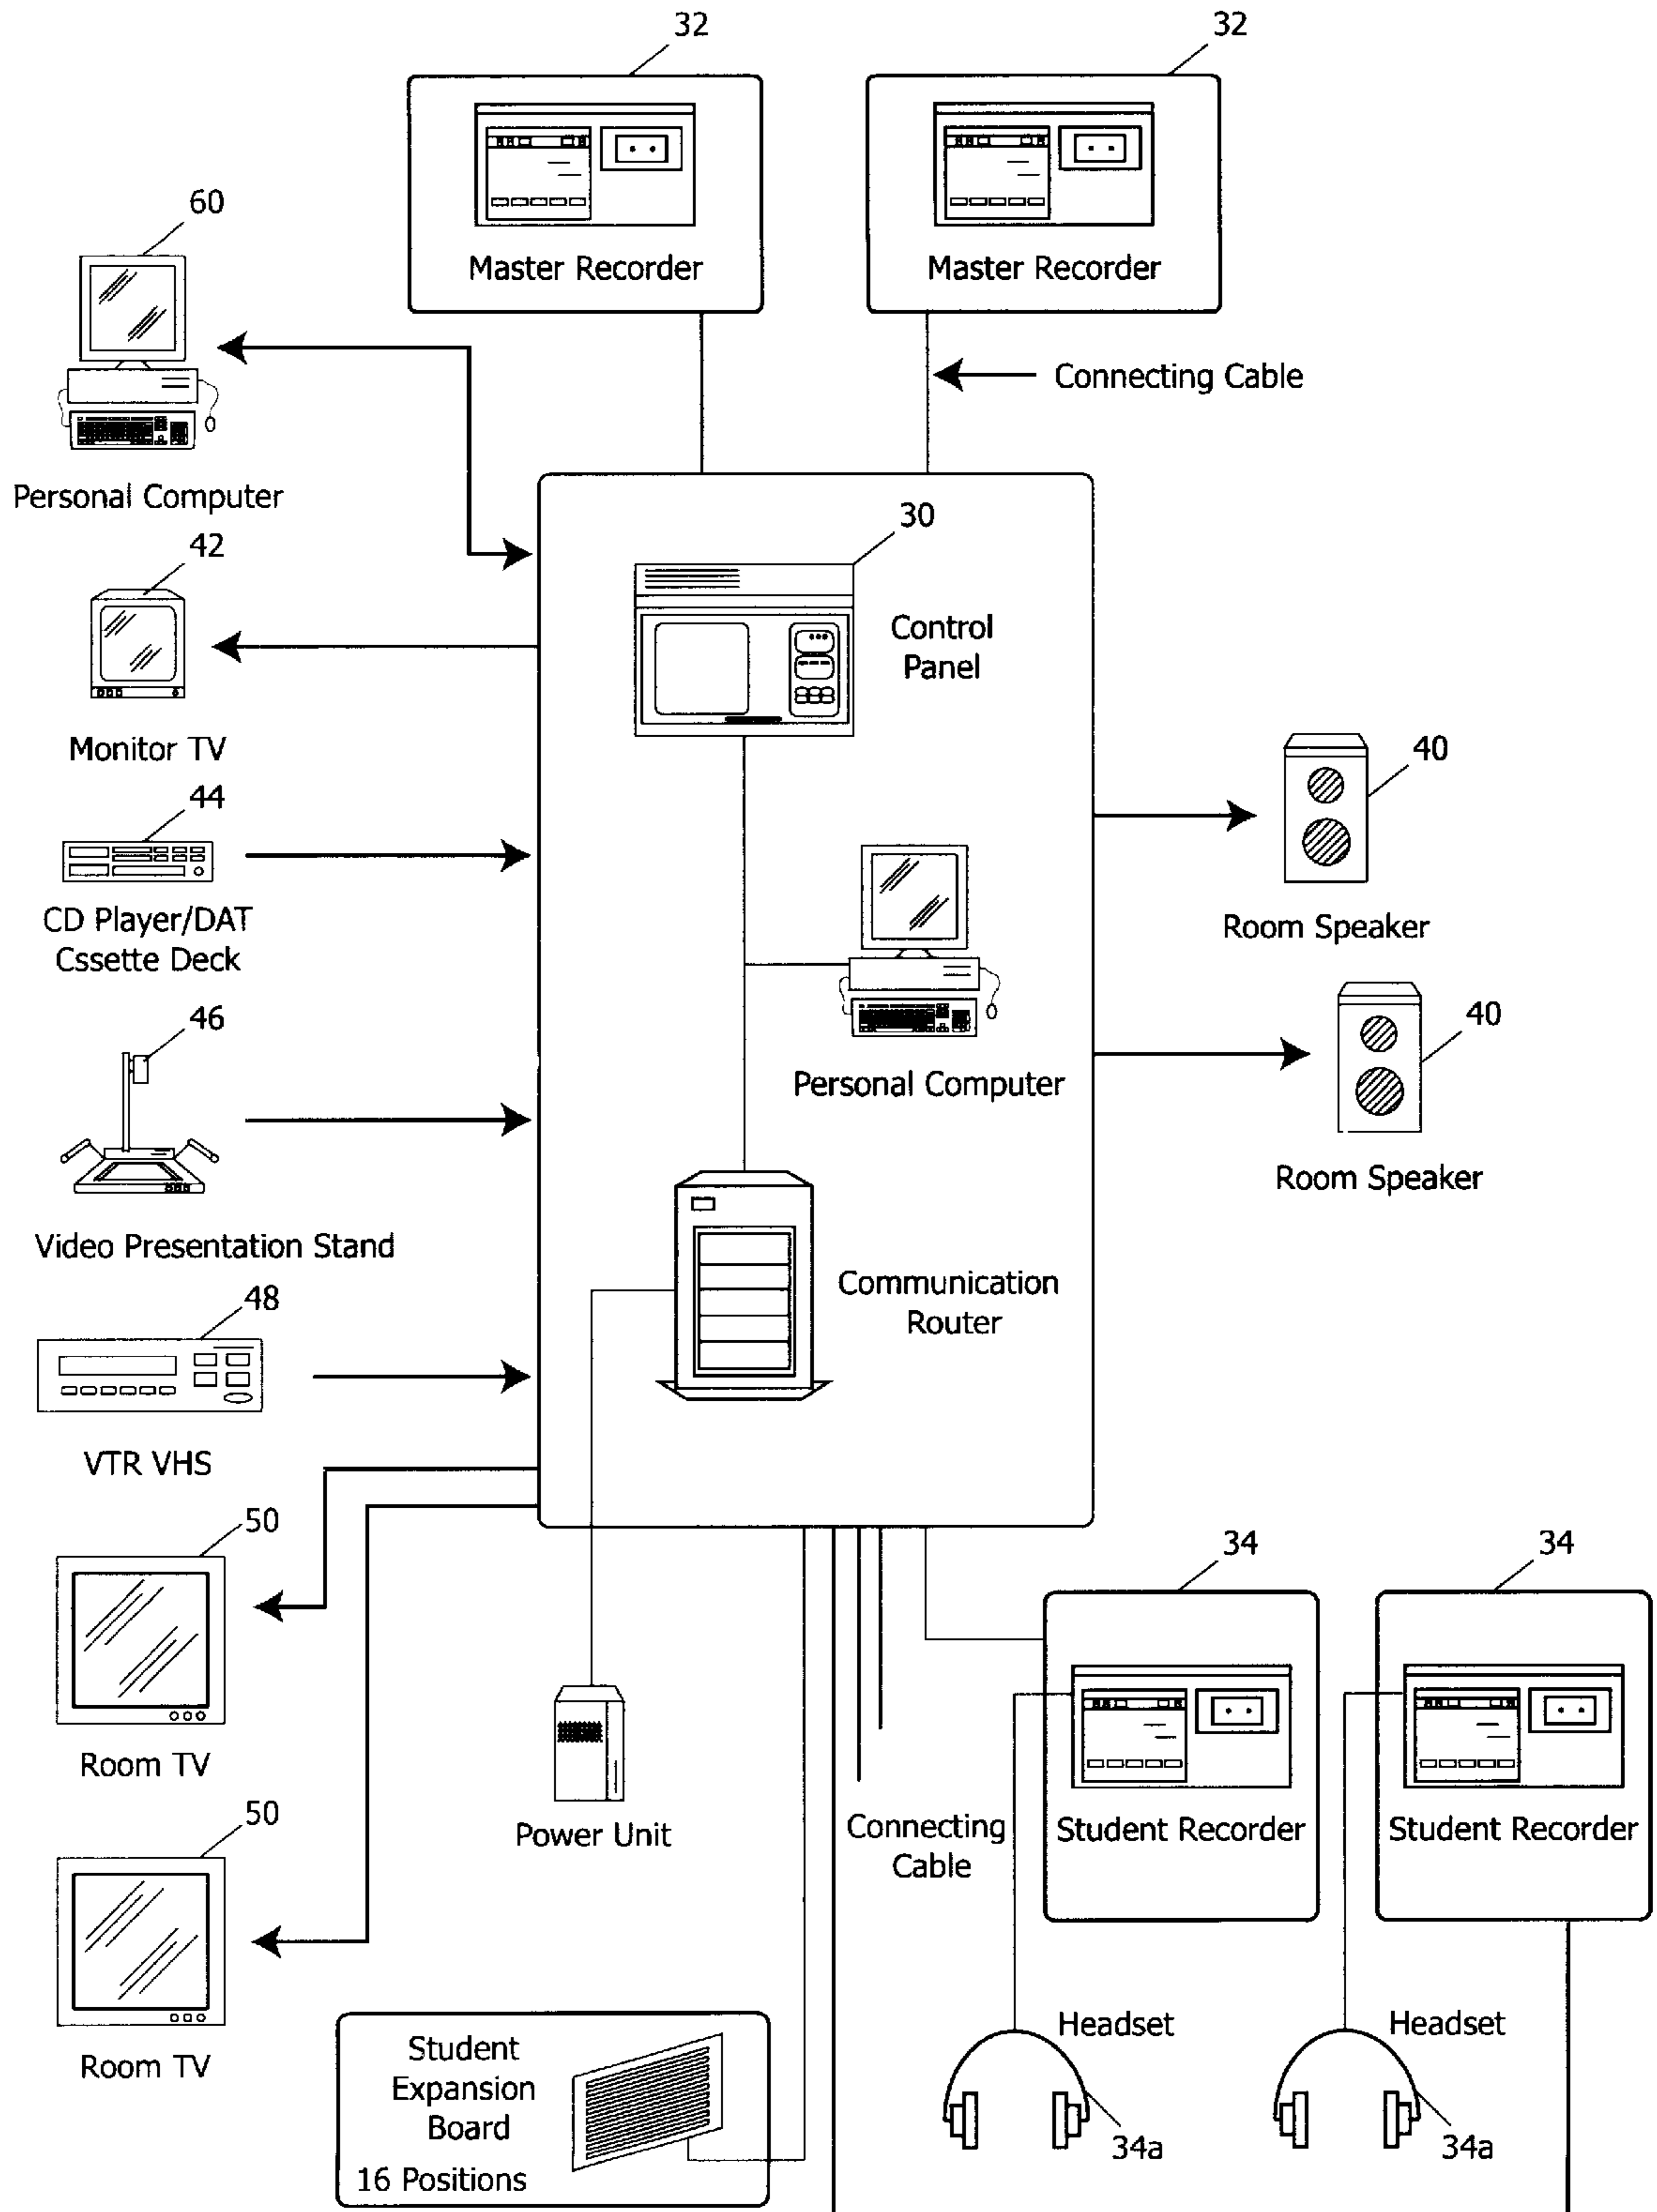 32
32
Master Recorder
Master Recorder
60
Connecting Cable
Personal Computer
30
Control
Panel
42
Monitor TV
44
CD Player/DAT
Cssette Deck
40
Room Speaker
Personal Computer
46
Video Presentation Stand
40
Room Speaker
Communication
Router
48
VTR VHS
50
Room TV
34
34
Power Unit
Connecting
Cable
Student Recorder
Student Recorder
50
Room TV
Student
Expansion
Board
16 Positions
Headset
Headset
34a
34a